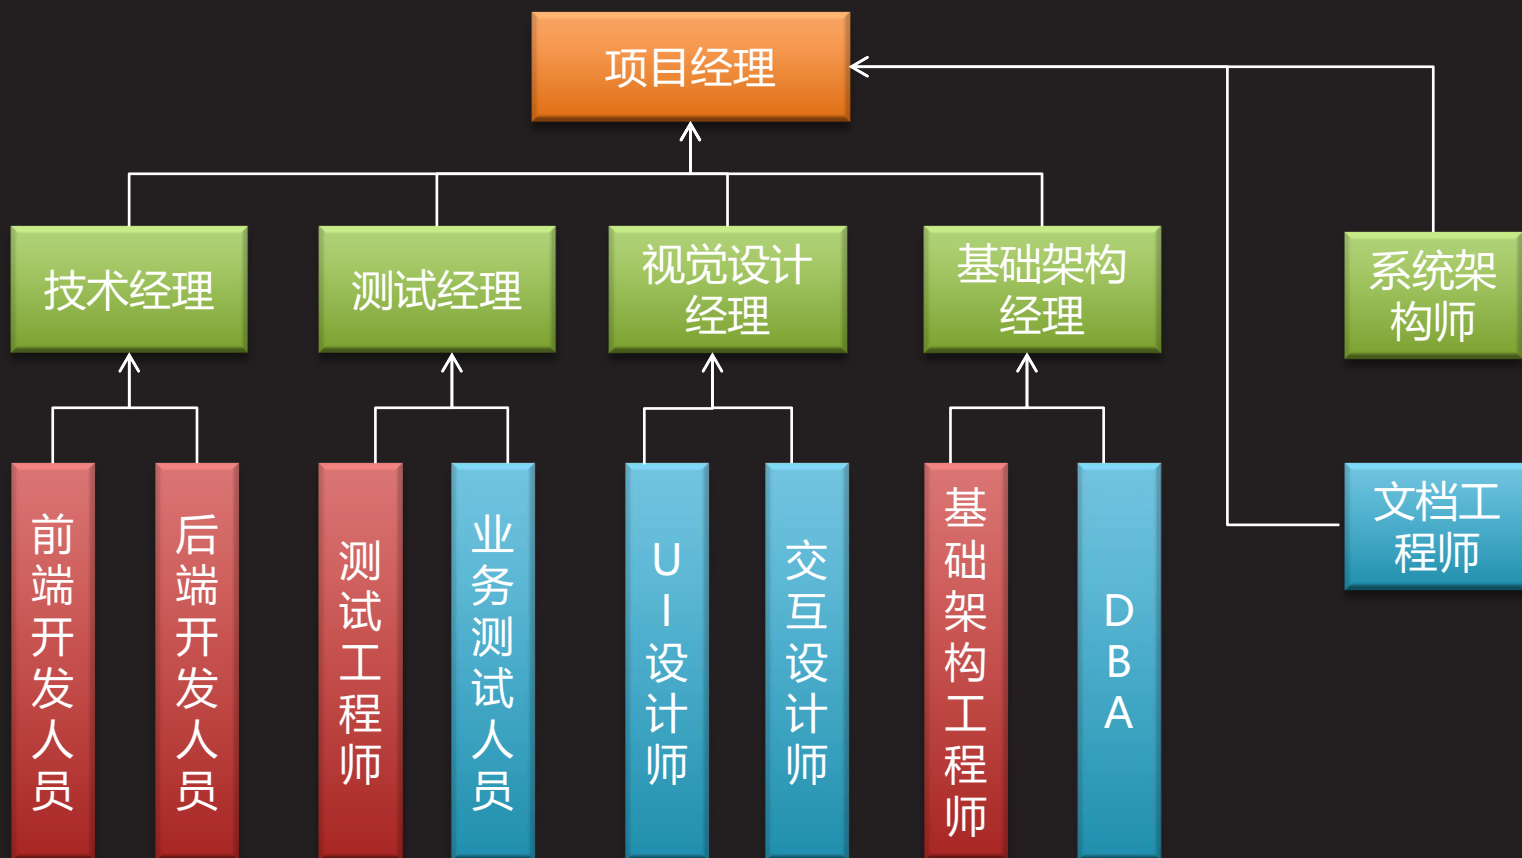 项目经理
技术经理
测试经理
视觉设计
经理
基础架构
经理
系统架
构师
前端开发人员
后端开发人员
测试工程师
业务测试人员
UI设计师
交互设计师
基础架构工程师
DBA
文档工
程师